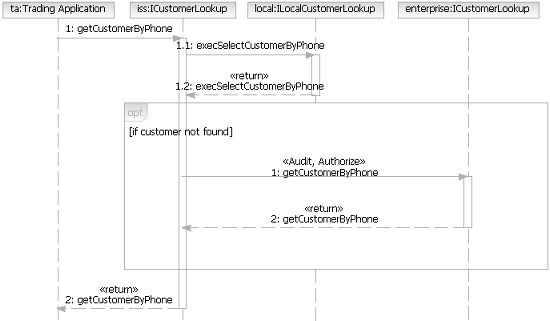 ta:Trading Application
iss:ICustomerLookup
local:ILocalCustomerLookup
enterprise:ICustomerLookup
1: getCustomerByPhone
1.1: execSelectCustomerByPhone
«return»
1.2: execSelectCustomerByPhone
opt
[if customer not found]
«Audit, Authorize»
1: getCustomerByPhone
«return»
2: getCustomerByPhone
«return»
2: getCustomerByPhone